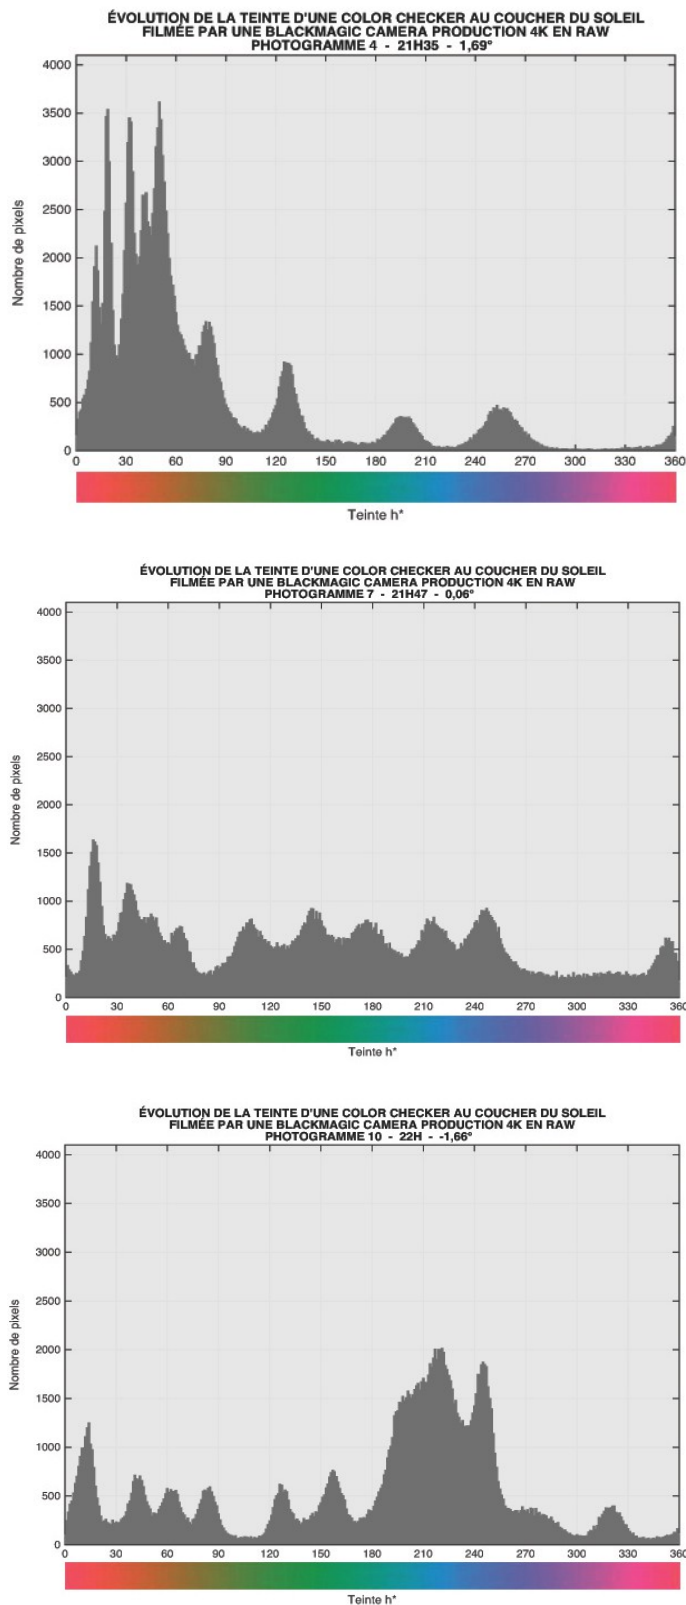 ÉVOLUTION DE LA TEINTE D'UNE COLOR CHECKER AU COUCHER DU SOLEIL
FILMÉE PAR UNE BLACKMAGIC CAMERA PRODUCTION 4K EN RAW
PHOTOGRAMME 4 - 21H35 - 1,69°
4000
3500
3000
2500
2000
1500
1000
500
0
Nombre de pixels
0 30 60 90 120 150 180 210 240 270 300 330 360
Teinte h*
ÉVOLUTION DE LA TEINTE D'UNE COLOR CHECKER AU COUCHER DU SOLEIL
FILMÉE PAR UNE BLACKMAGIC CAMERA PRODUCTION 4K EN RAW
PHOTOGRAMME 7 - 21H47 - 0,06°
4000
3500
3000
2500
2000
1500
1000
500
0
Nombre de pixels
0 30 60 90 120 150 180 210 240 270 300 330 360
Teinte h*
ÉVOLUTION DE LA TEINTE D'UNE COLOR CHECKER AU COUCHER DU SOLEIL
FILMÉE PAR UNE BLACKMAGIC CAMERA PRODUCTION 4K EN RAW
PHOTOGRAMME 10 - 22H - -1,66°
4000
3500
3000
2500
2000
1500
1000
500
0
Nombre de pixels
0 30 60 90 120 150 180 210 240 270 300 330 360
Teinte h*